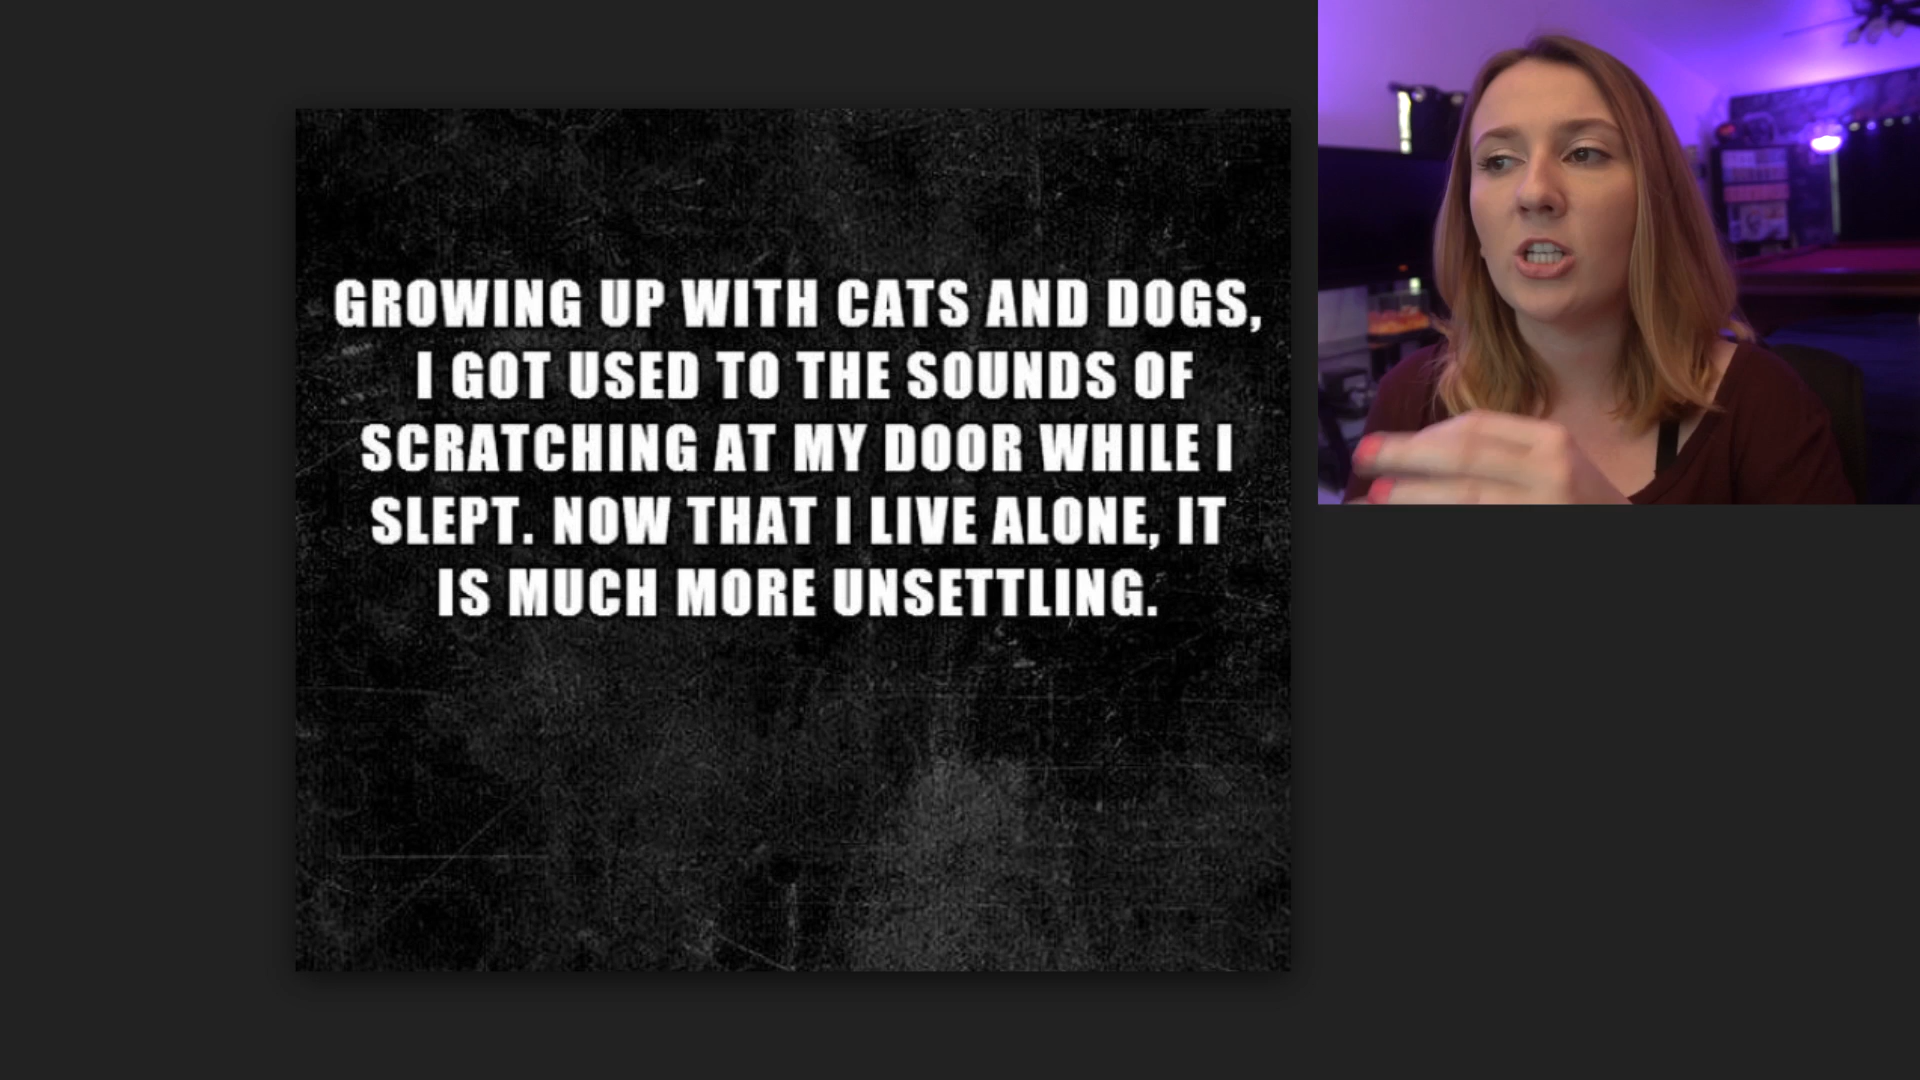 GROWING UP WITH CATS AND DOGS,
I GOT USED TO THE SOUNDS OF
SCRATCHING AT MY DOOR WHILE I
SLEPT. NOW THAT I LIVE ALONE, IT
IS MUCH MORE UNSETTLING.